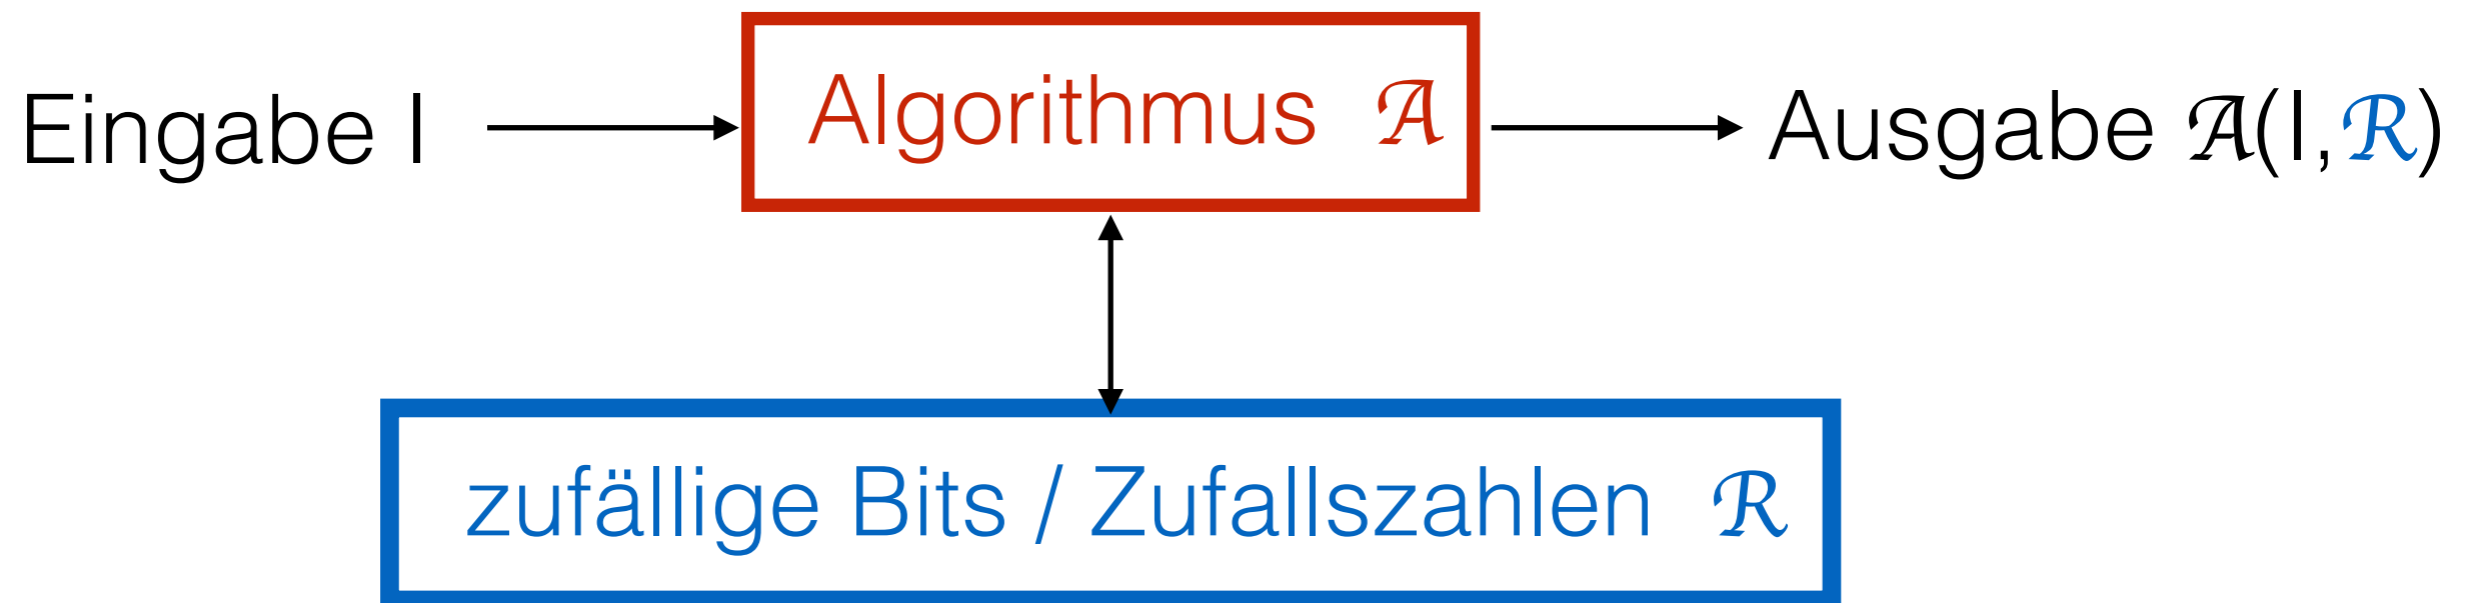 Eingabe I
Algorithmus 𝒜
Ausgabe 𝒜(I,ℛ)
zufällige Bits / Zufallszahlen ℛ